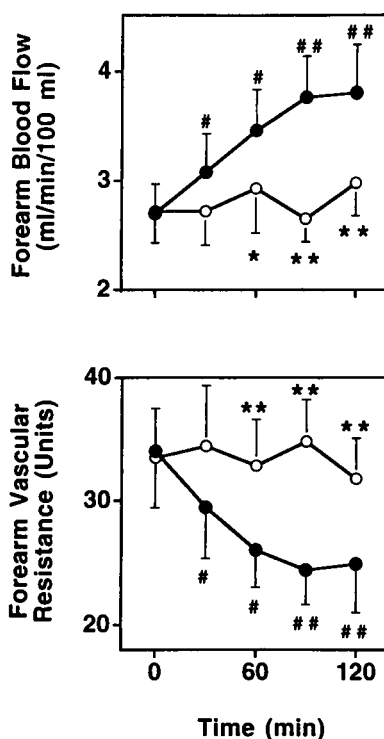 Forearm Blood Flow
(ml/min/100 ml)
4
3
2
# # ## ##
* ** **
Forearm Vascular
Resistance (Units)
40
30
20
** ** **
# # ## ##
0 60 120
Time (min)